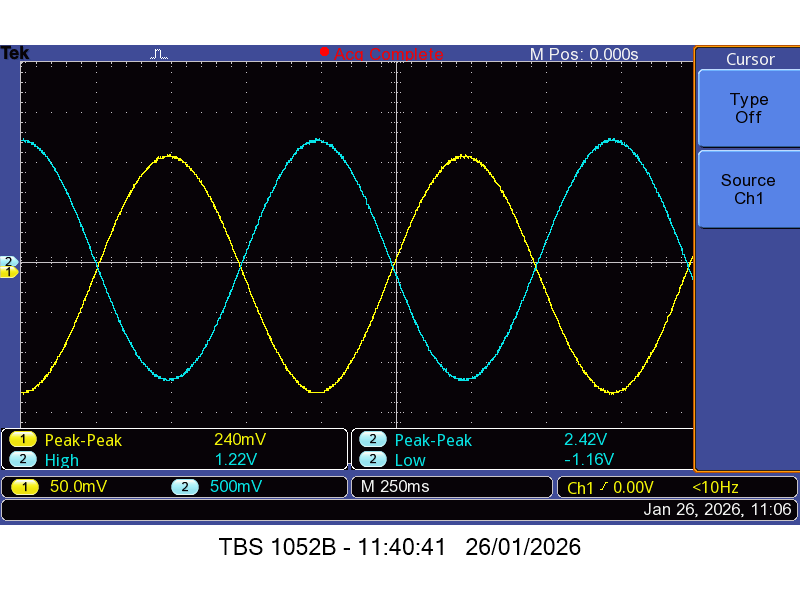 Tek Acq Complete M Pos: 0.000s
Cursor
Type
Off
Source
Ch1
2
1
1 Peak-Peak 240mV 2 Peak-Peak 2.42V
2 High 1.22V 2 Low -1.16V
1 50.0mV 2 500mV M 250ms Ch1 0.00V <10Hz
Jan 26, 2026, 11:06
TBS 1052B - 11:40:41 26/01/2026